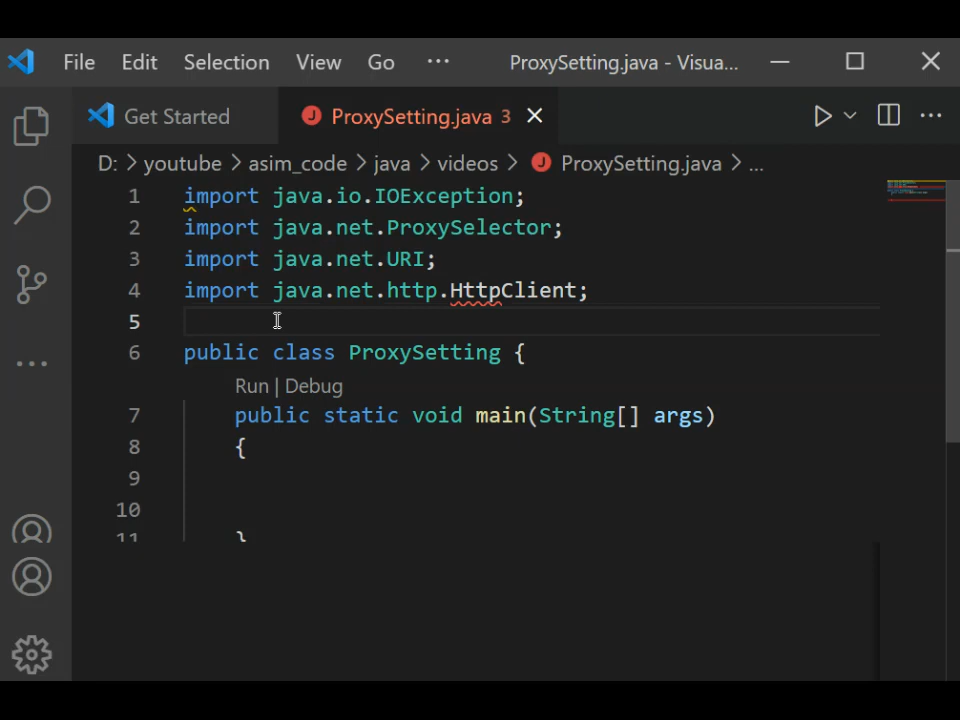 File Edit Selection View Go ··· ProxySetting.java - Visua...
Get Started J ProxySetting.java 3
D: > youtube > asim_code > java > videos > J ProxySetting.java > ...
1 import java.io.IOException;
2 import java.net.ProxySelector;
3 import java.net.URI;
4 import java.net.http.HttpClient;
5
6 public class ProxySetting {
Run | Debug
7 public static void main(String[] args)
8 {
9
10
11 }